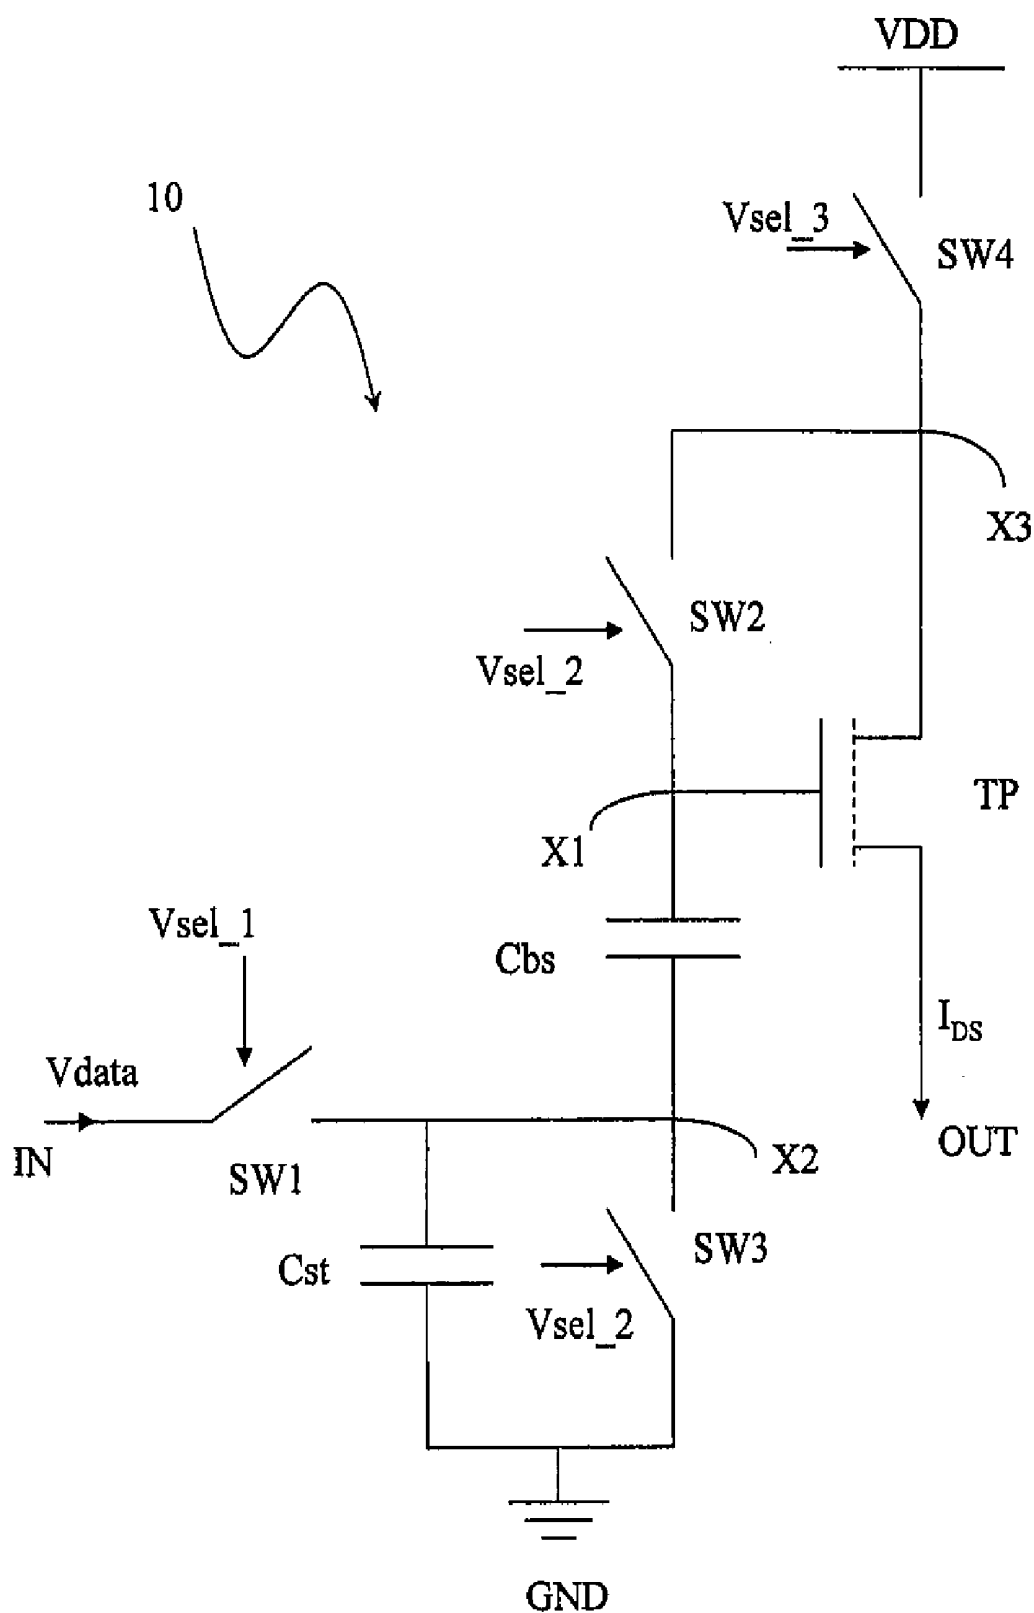 VDD
10
Vsel_3
SW4
X3
SW2
Vsel_2
TP
X1
Vsel_1
Cbs
IDS
Vdata
OUT
IN
X2
SW1
SW3
Cst
Vsel_2
GND